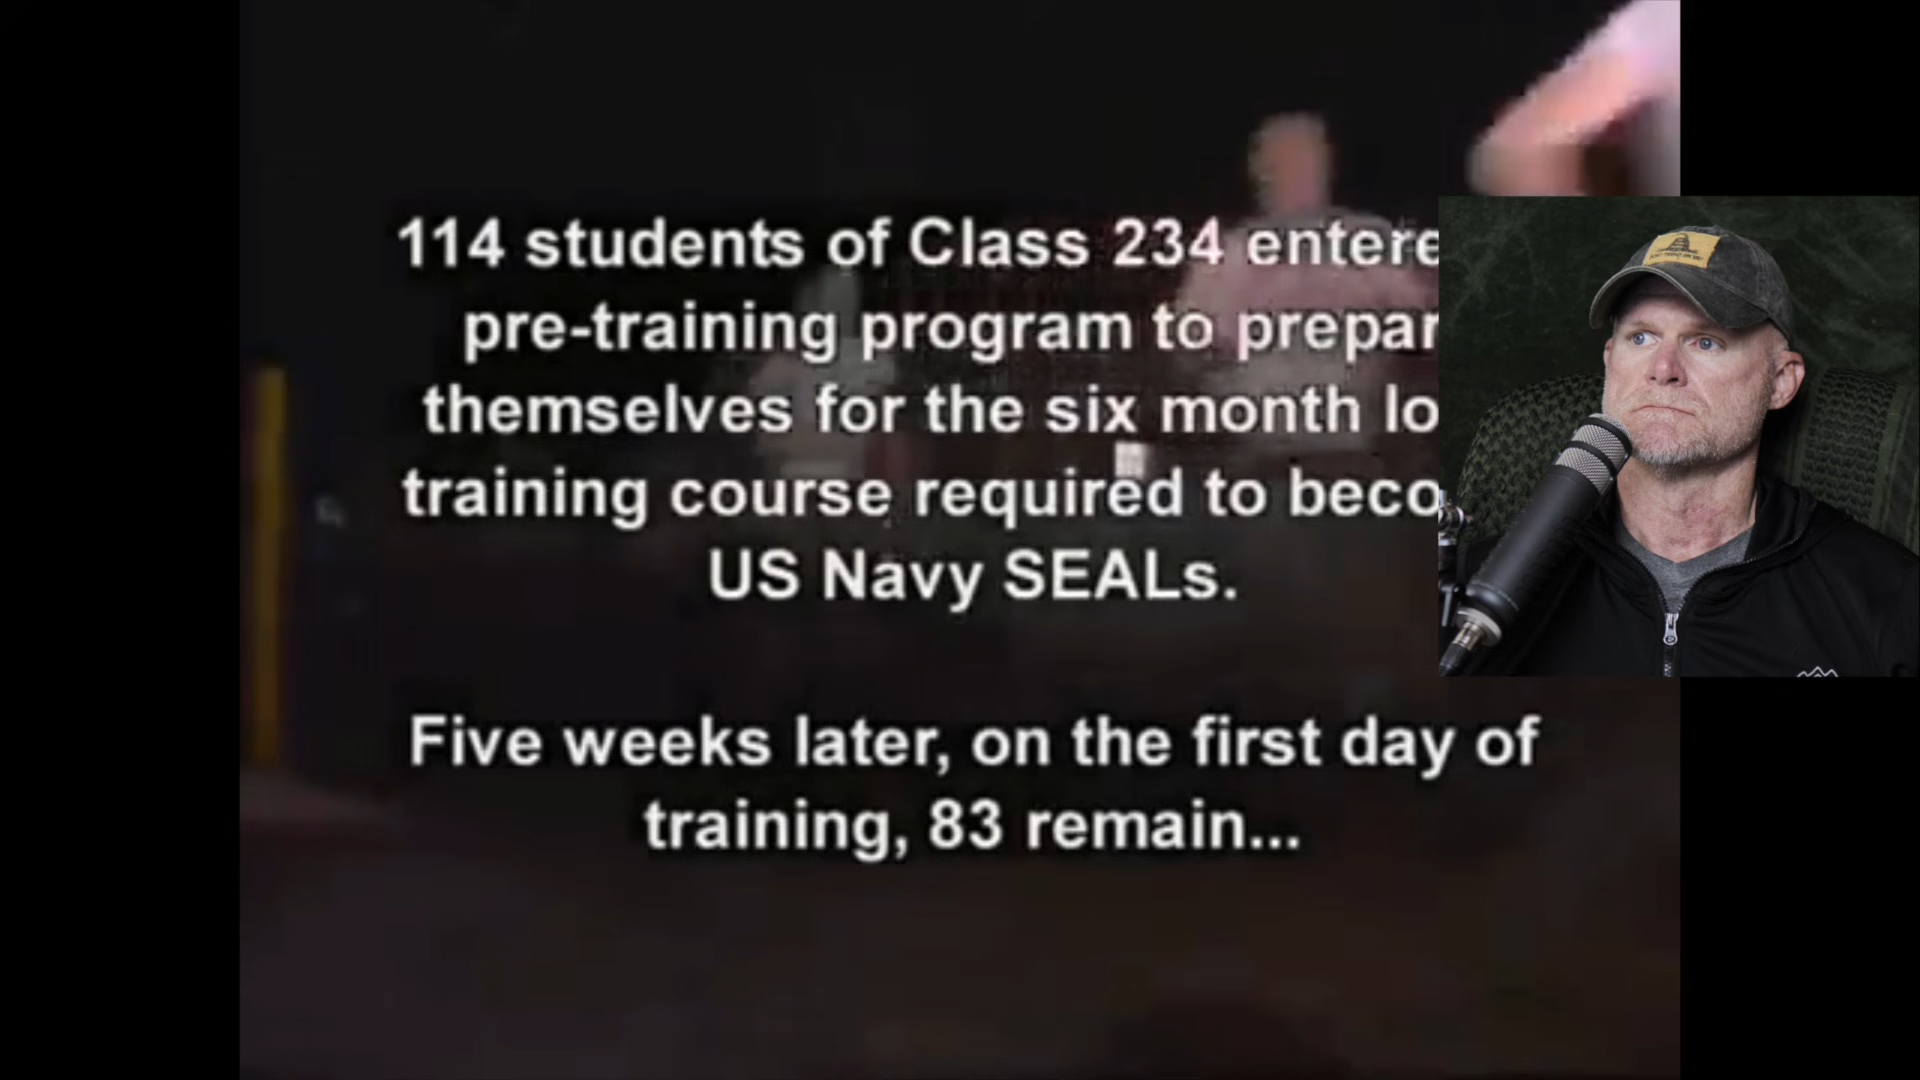 114 students of Class 234 entere
pre-training program to prepar
themselves for the six month lo
training course required to beco
US Navy SEALs.
Five weeks later, on the first day of
training, 83 remain...